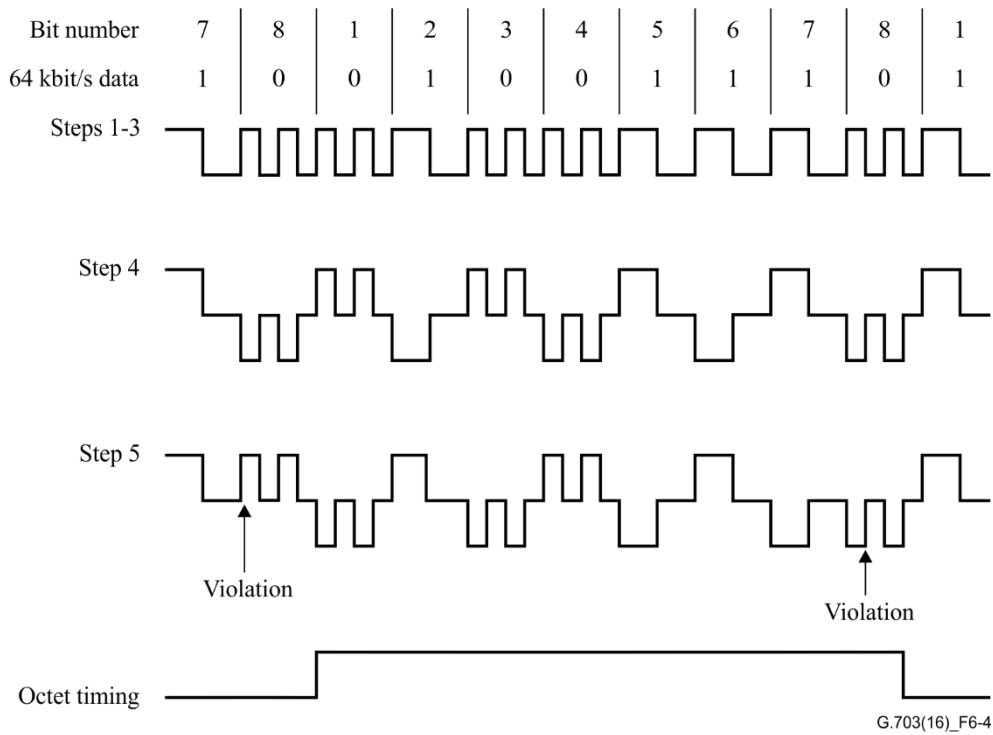 Bit number 7 8 1 2 3 4 5 6 7 8 1
64 kbit/s data 1 0 0 1 0 0 1 1 1 0 1
Steps 1-3
Step 4
Step 5
Violation
Violation
Octet timing
G.703(16)_F6-4